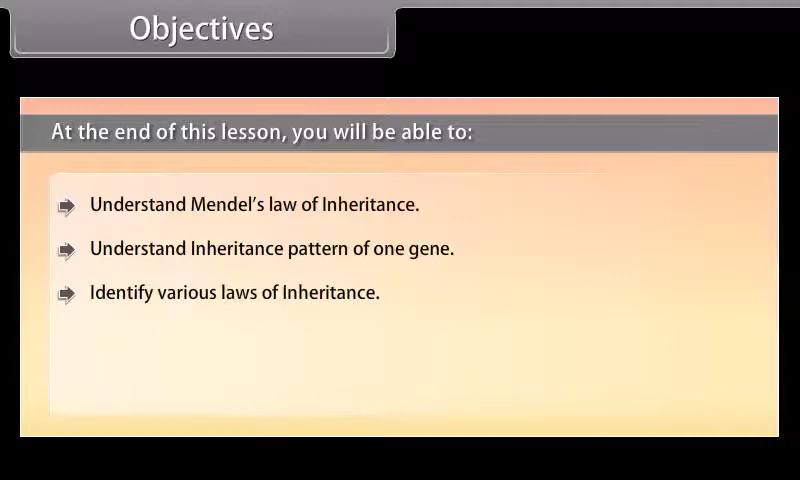 Objectives
At the end of this lesson, you will be able to:
Understand Mendel's law of Inheritance.
Understand Inheritance pattern of one gene.
Identify various laws of Inheritance.